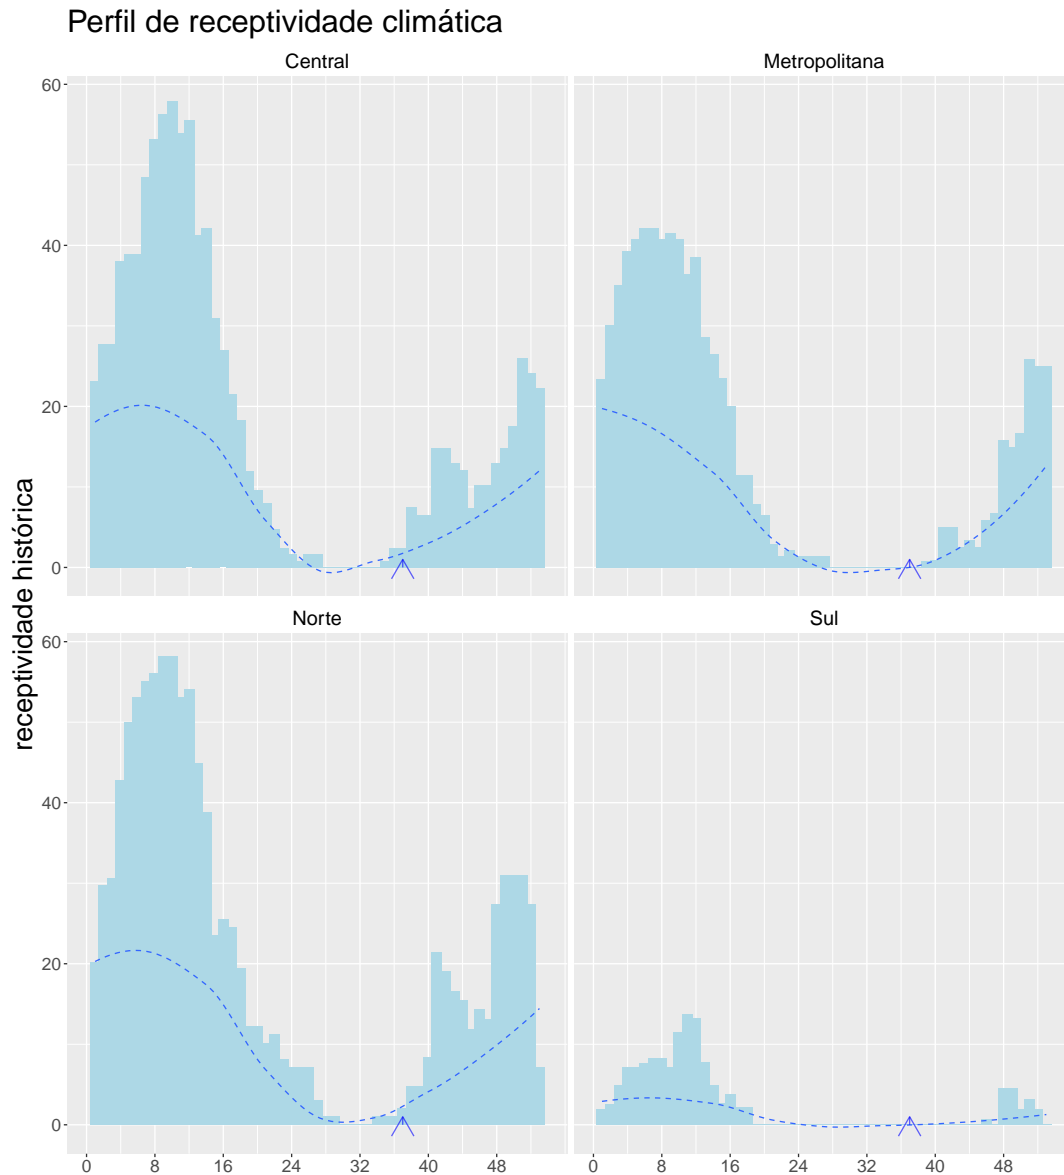 Perfil de receptividade climática
Central
Metropolitana
60
40
20
0
Norte
Sul
receptividade histórica
60
40
20
0
0 8 16 24 32 40 48
0 8 16 24 32 40 48